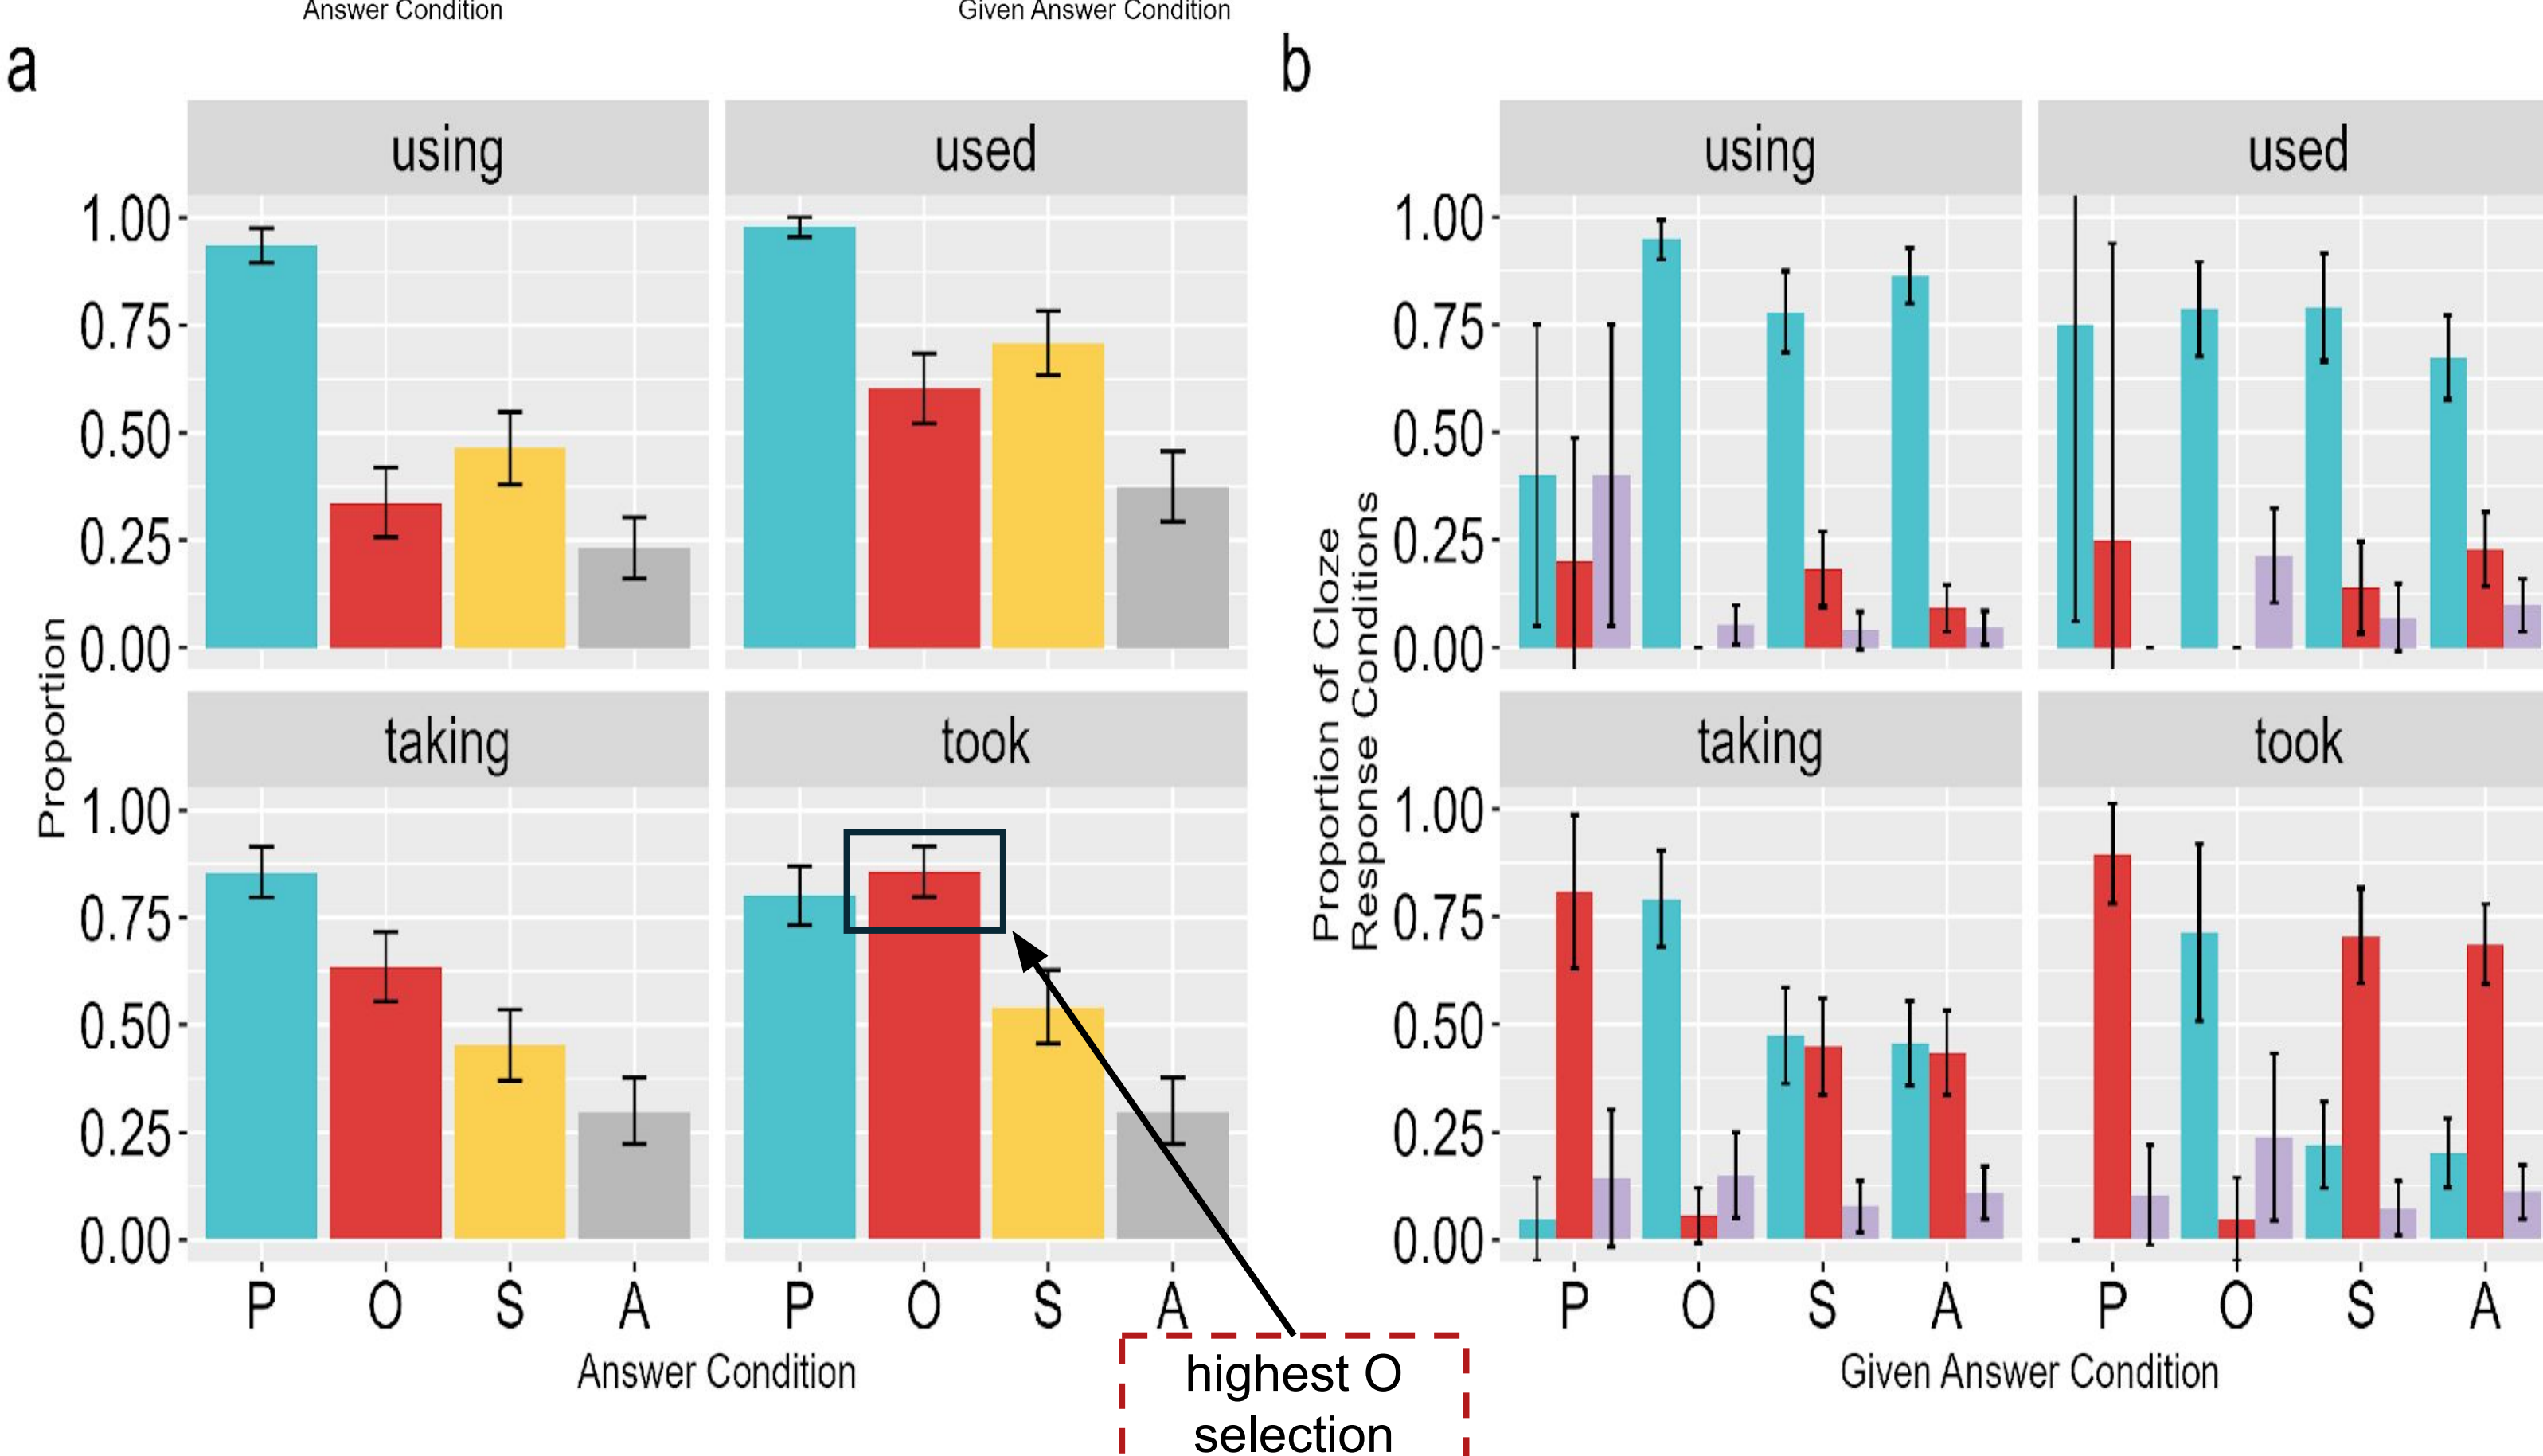 Answer Condition
Given Answer Condition
a
b
using
used
using
used
1.00
0.75
0.50
0.25
0.00
1.00
0.75
0.50
0.25
0.00
Proportion
Proportion of Cloze
Response Conditions
taking
took
taking
took
1.00
0.75
0.50
0.25
0.00
1.00
0.75
0.50
0.25
0.00
P O S A P O S A
P O S A P O S A
Answer Condition
Given Answer Condition
highest O
selection